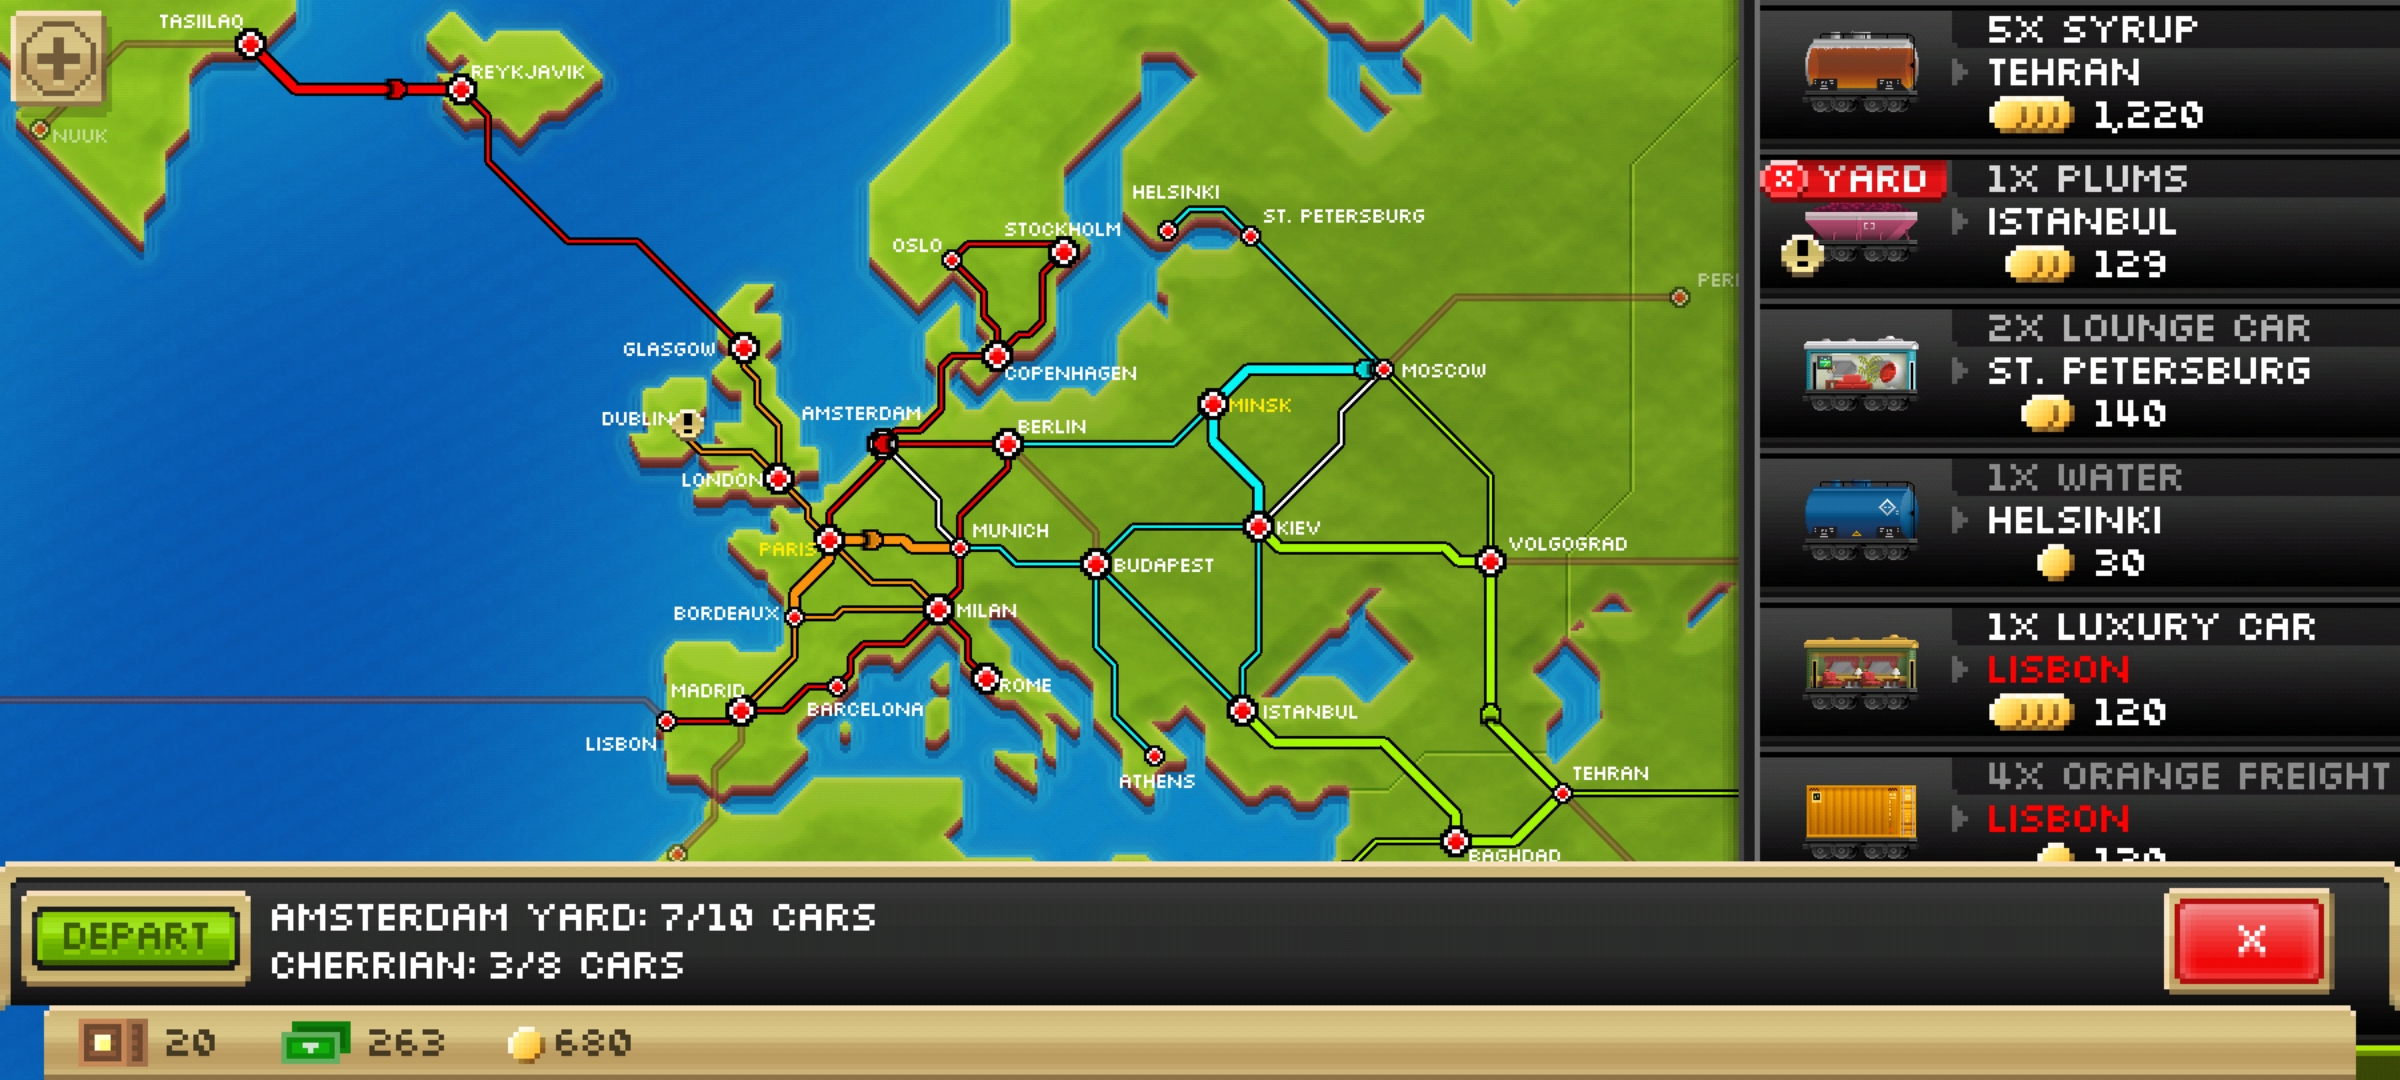 TASIILAQ
REYKJAVIK
NUUK
HELSINKI
ST. PETERSBURG
STOCKHOLM
OSLO
GLASGOW
COPENHAGEN
MOSCOW
DUBLIN
AMSTERDAM
BERLIN
MINSK
LONDON
MUNICH
KIEV
PARIS
BUDAPEST
VOLGOGRAD
BORDEAUX
MILAN
MADRID
ROME
BARCELONA
ISTANBUL
LISBON
ATHENS
TEHRAN
BAGHDAD
5X SYRUP
TEHRAN
1,220
YARD
1X PLUMS
ISTANBUL
129
2X LOUNGE CAR
ST. PETERSBURG
140
1X WATER
HELSINKI
30
1X LUXURY CAR
LISBON
120
4X ORANGE FREIGHT
LISBON
DEPART
AMSTERDAM YARD: 7/10 CARS
CHERRIAN: 3/8 CARS
X
20
263
680